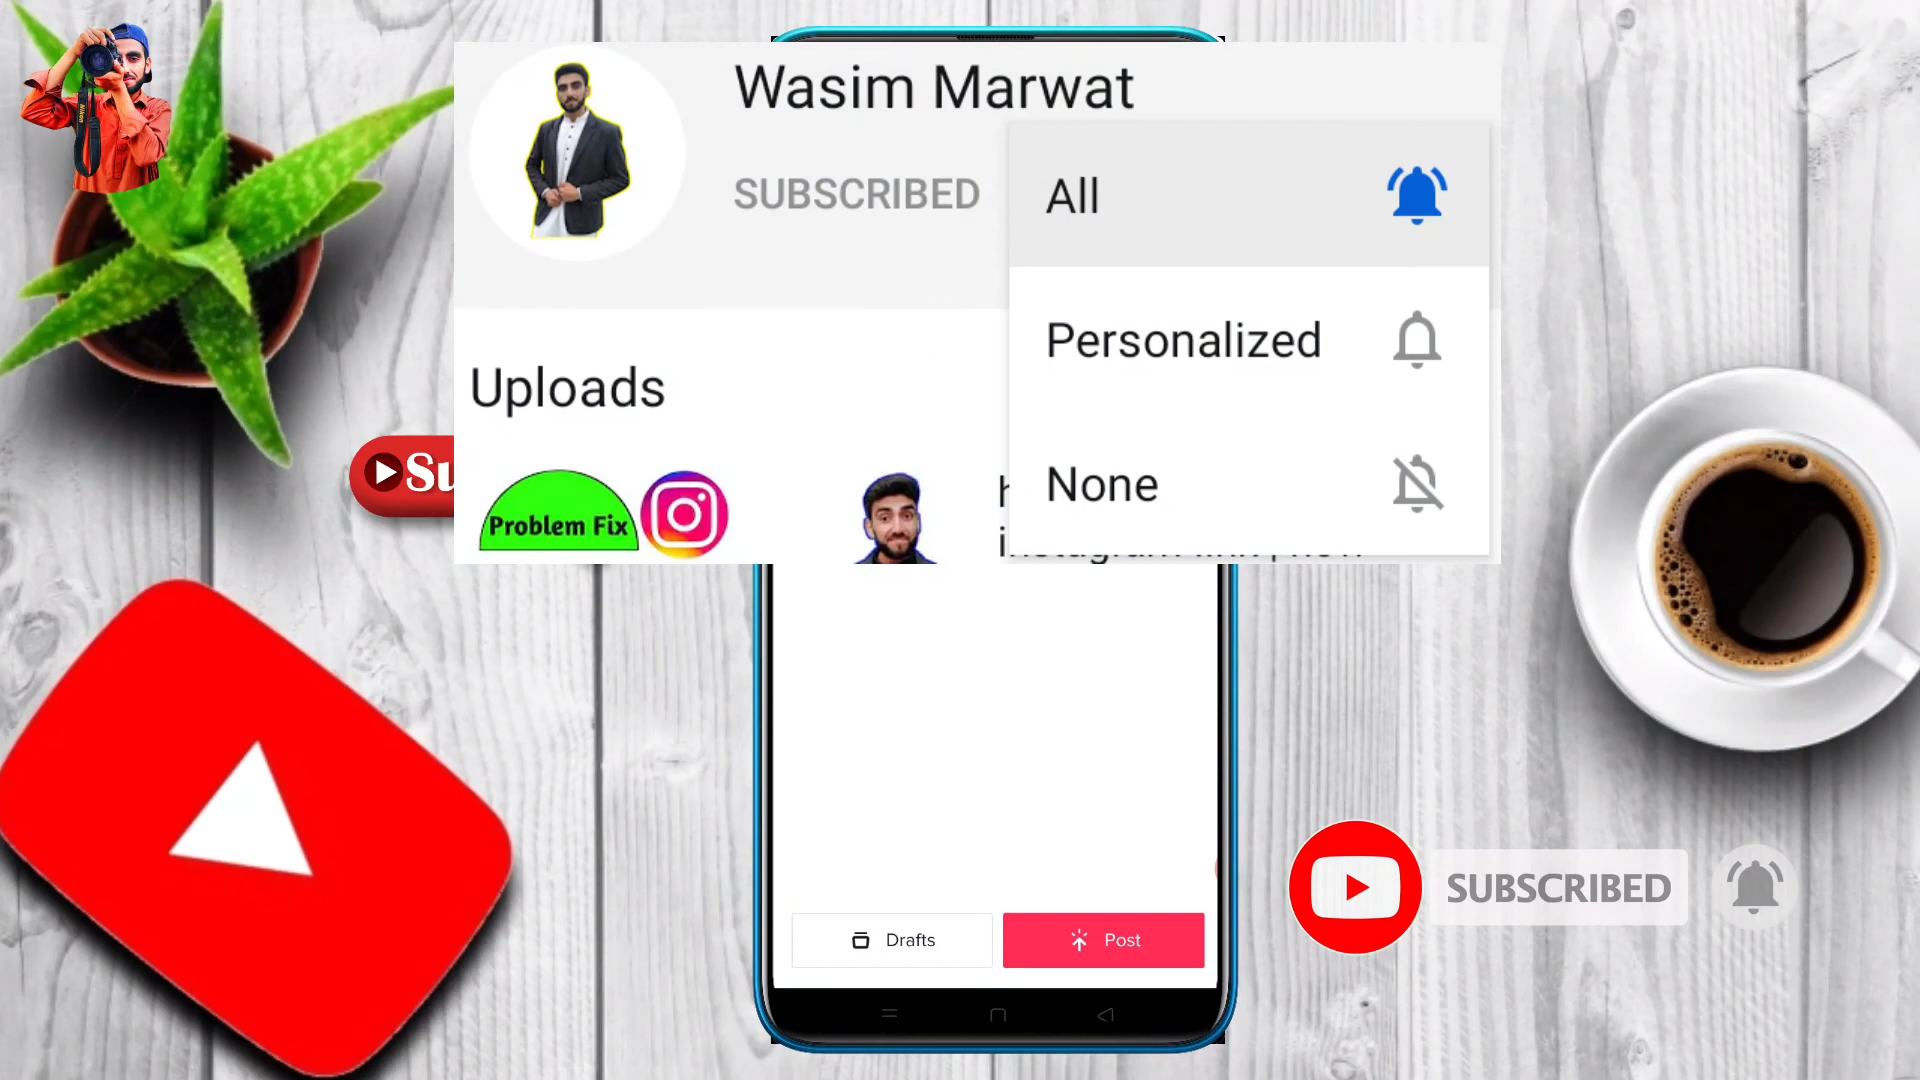 Wasim Marwat
SUBSCRIBED
All
Personalized
None
Uploads
Problem Fix
Drafts
Post
SUBSCRIBED